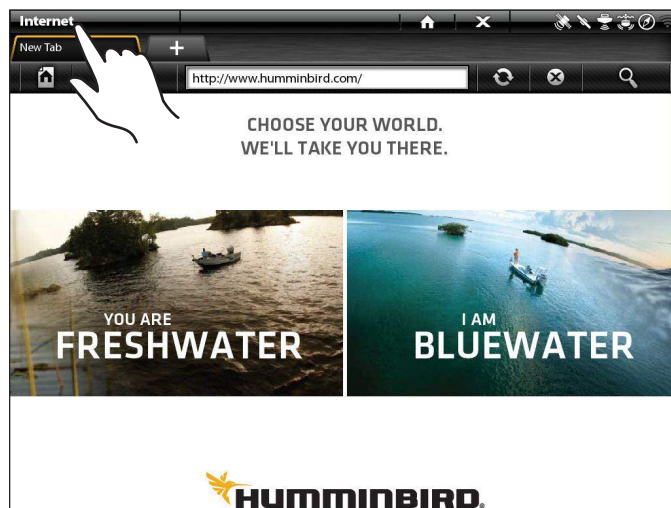 Internet
New Tab
http://www.humminbird.com/
CHOOSE YOUR WORLD.
WE'LL TAKE YOU THERE.
YOU ARE
FRESHWATER
I AM
BLUEWATER
HUMMINBIRD®